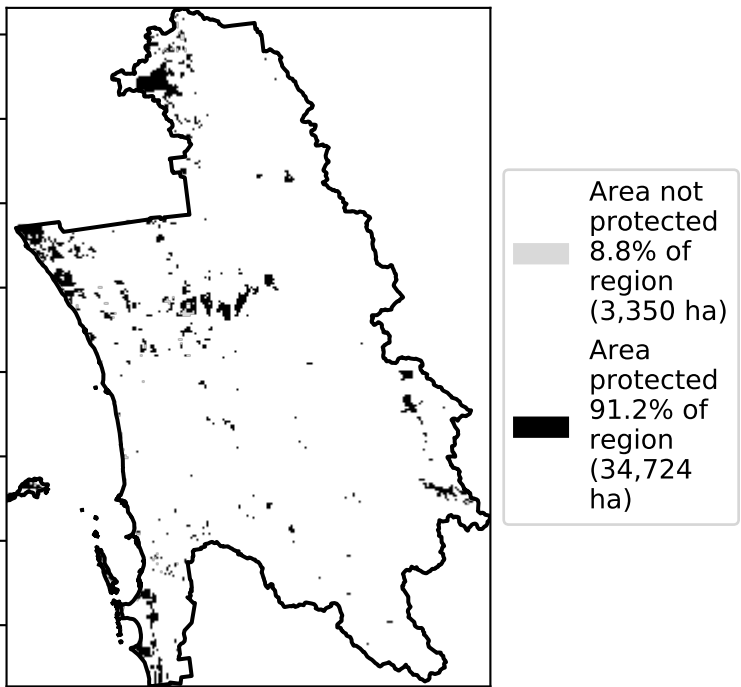 Area not
protected
8.8% of
region
(3,350 ha)
Area
protected
91.2% of
region
(34,724
ha)